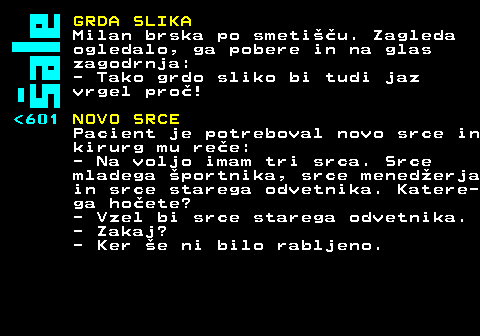 šale
GRDA SLIKA
Milan brska po smetišču. Zagleda
ogledalo, ga pobere in na glas
zagodrnja:
- Tako grdo sliko bi tudi jaz
vrgel proč!
<601 NOVO SRCE
Pacient je potreboval novo srce in
kirurg mu reče:
- Na voljo imam tri srca. Srce
mladega športnika, srce menedžerja
in srce starega odvetnika. Katere-
ga hočete?
- Vzel bi srce starega odvetnika.
- Zakaj?
- Ker še ni bilo rabljeno.